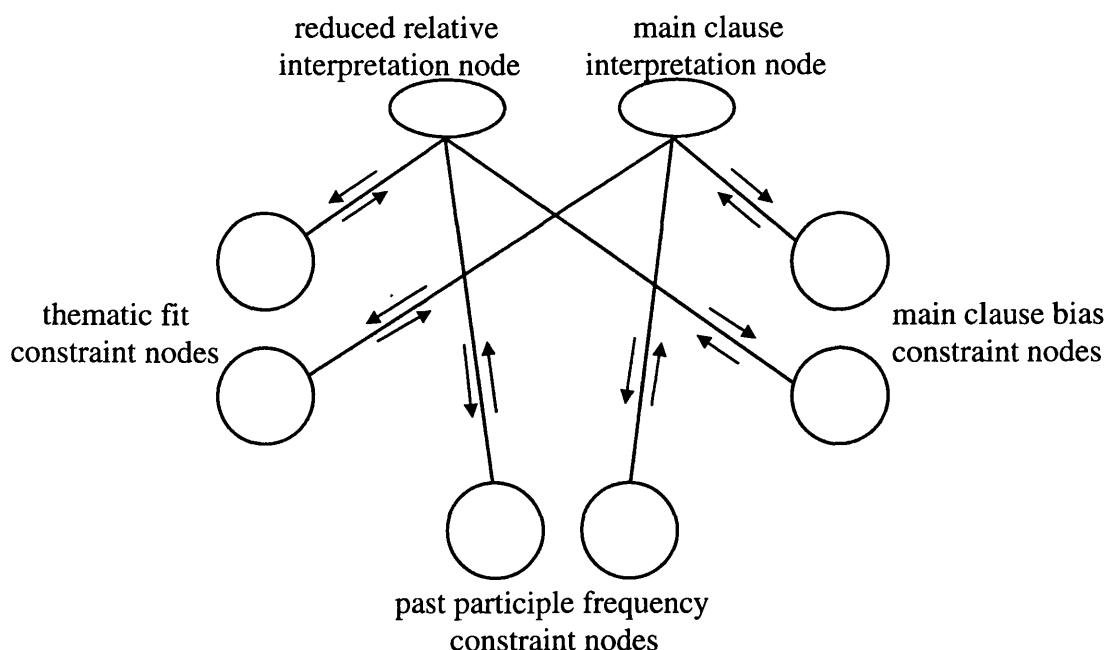 reduced relative
interpretation node
main clause
interpretation node
thematic fit
constraint nodes
main clause bias
constraint nodes
past participle frequency
constraint nodes